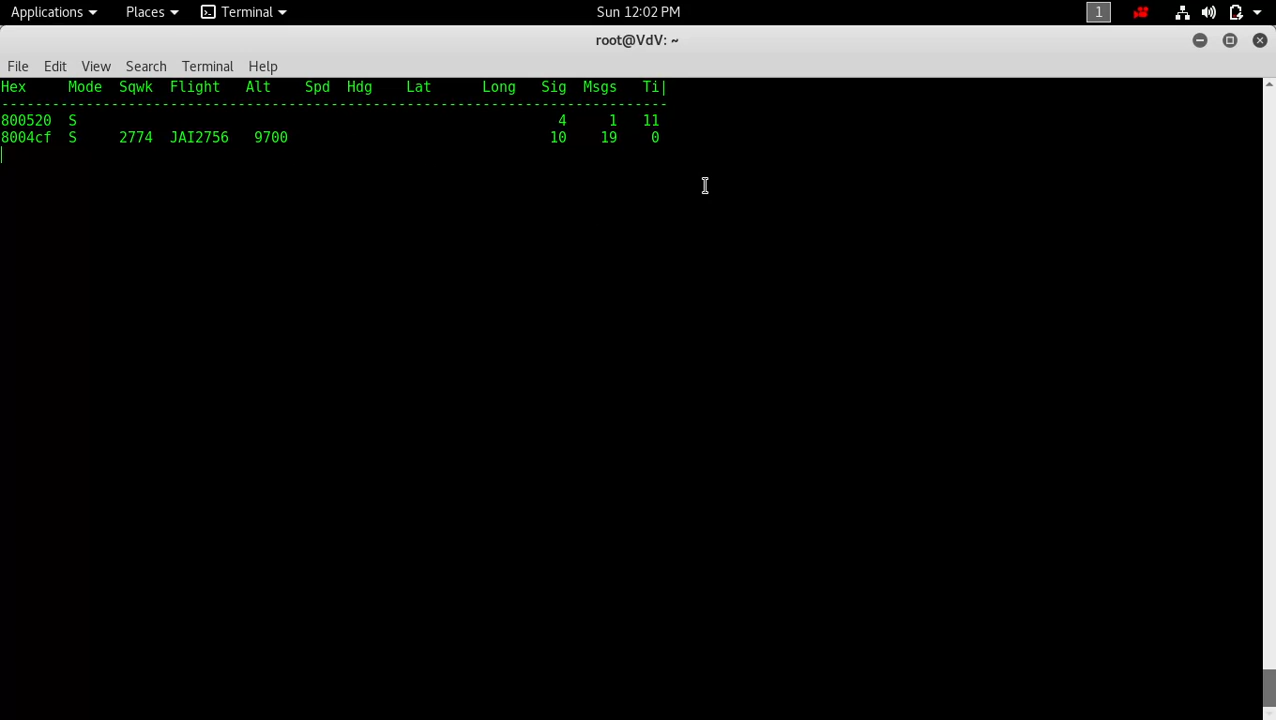 Applications Places Terminal Sun 12:02 PM 1
root@VdV: ~
File Edit View Search Terminal Help
Hex Mode Sqwk Flight Alt Spd Hdg Lat Long Sig Msgs Ti|
--------------------------------------------------------------------------------
800520 S 4 1 11
8004cf S 2774 JAI2756 9700 10 19 0